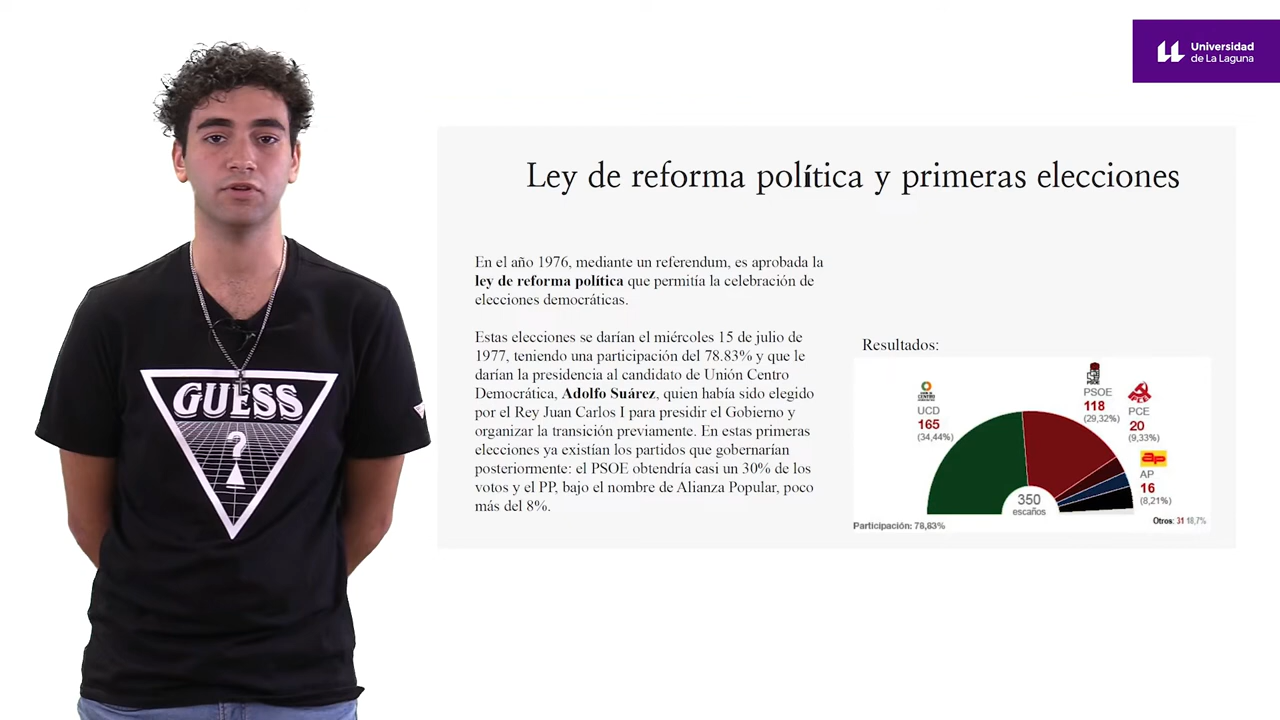 Universidad
de La Laguna
Ley de reforma política y primeras elecciones
En el año 1976, mediante un referendum, es aprobada la
ley de reforma política que permitía la celebración de
elecciones democráticas.
Estas elecciones se darían el miércoles 15 de julio de
1977, teniendo una participación del 78.83% y que le
darían la presidencia al candidato de Unión Centro
Democrática, Adolfo Suárez, quien había sido elegido
por el Rey Juan Carlos I para presidir el Gobierno y
organizar la transición previamente. En estas primeras
elecciones ya existían los partidos que gobernarían
posteriormente: el PSOE obtendría casi un 30% de los
votos y el PP, bajo el nombre de Alianza Popular, poco
más del 8%.
Resultados:
UCD
165
(34,44%)
PSOE
PSOE
118
(29,32%)
PCE
PCE
20
(9,33%)
ap
AP
16
(8,21%)
350
escaños
Participación: 78,83%
Otros: 31 18,7%
GUESS
?